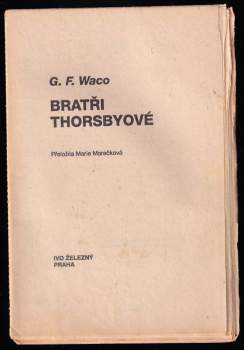 G. F. Waco
BRATŘI
THORSBYOVÉ
Přeložila Marie Marečková
IVO ŽELEZNÝ
PRAHA